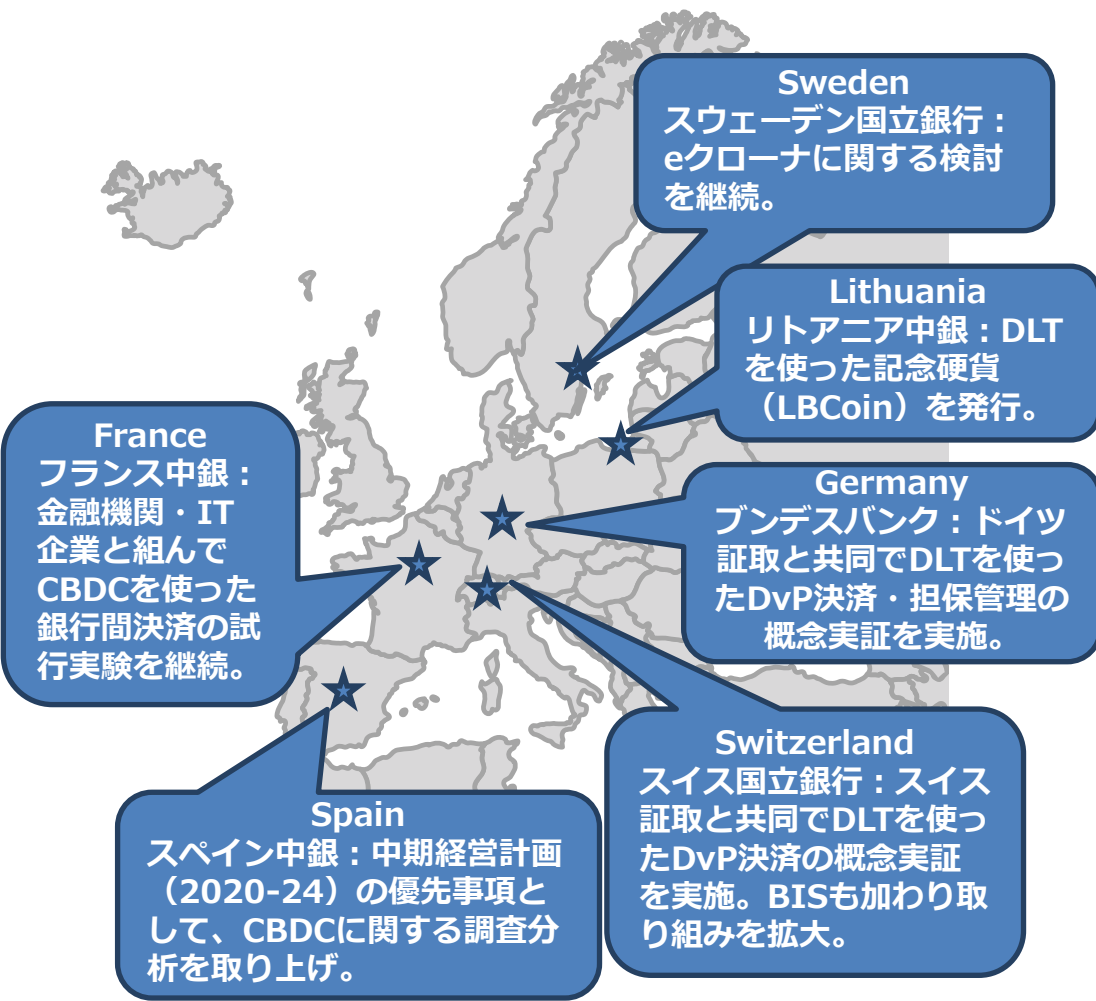 Sweden
スウェーデン国立銀行：
eクローナに関する検討
を継続。
Lithuania
リトアニア中銀：DLT
を使った記念硬貨
（LBCoin）を発行。
France
フランス中銀：
金融機関・IT
企業と組んで
CBDCを使った
銀行間決済の試
行実験を継続。
Germany
ブンデスバンク：ドイツ
証取と共同でDLTを使っ
たDvP決済・担保管理の
概念実証を実施。
Switzerland
スイス国立銀行：スイス
証取と共同でDLTを使っ
たDvP決済の概念実証
を実施。BISも加わり取
り組みを拡大。
Spain
スペイン中銀：中期経営計画
（2020-24）の優先事項と
して、CBDCに関する調査分
析を取り上げ。